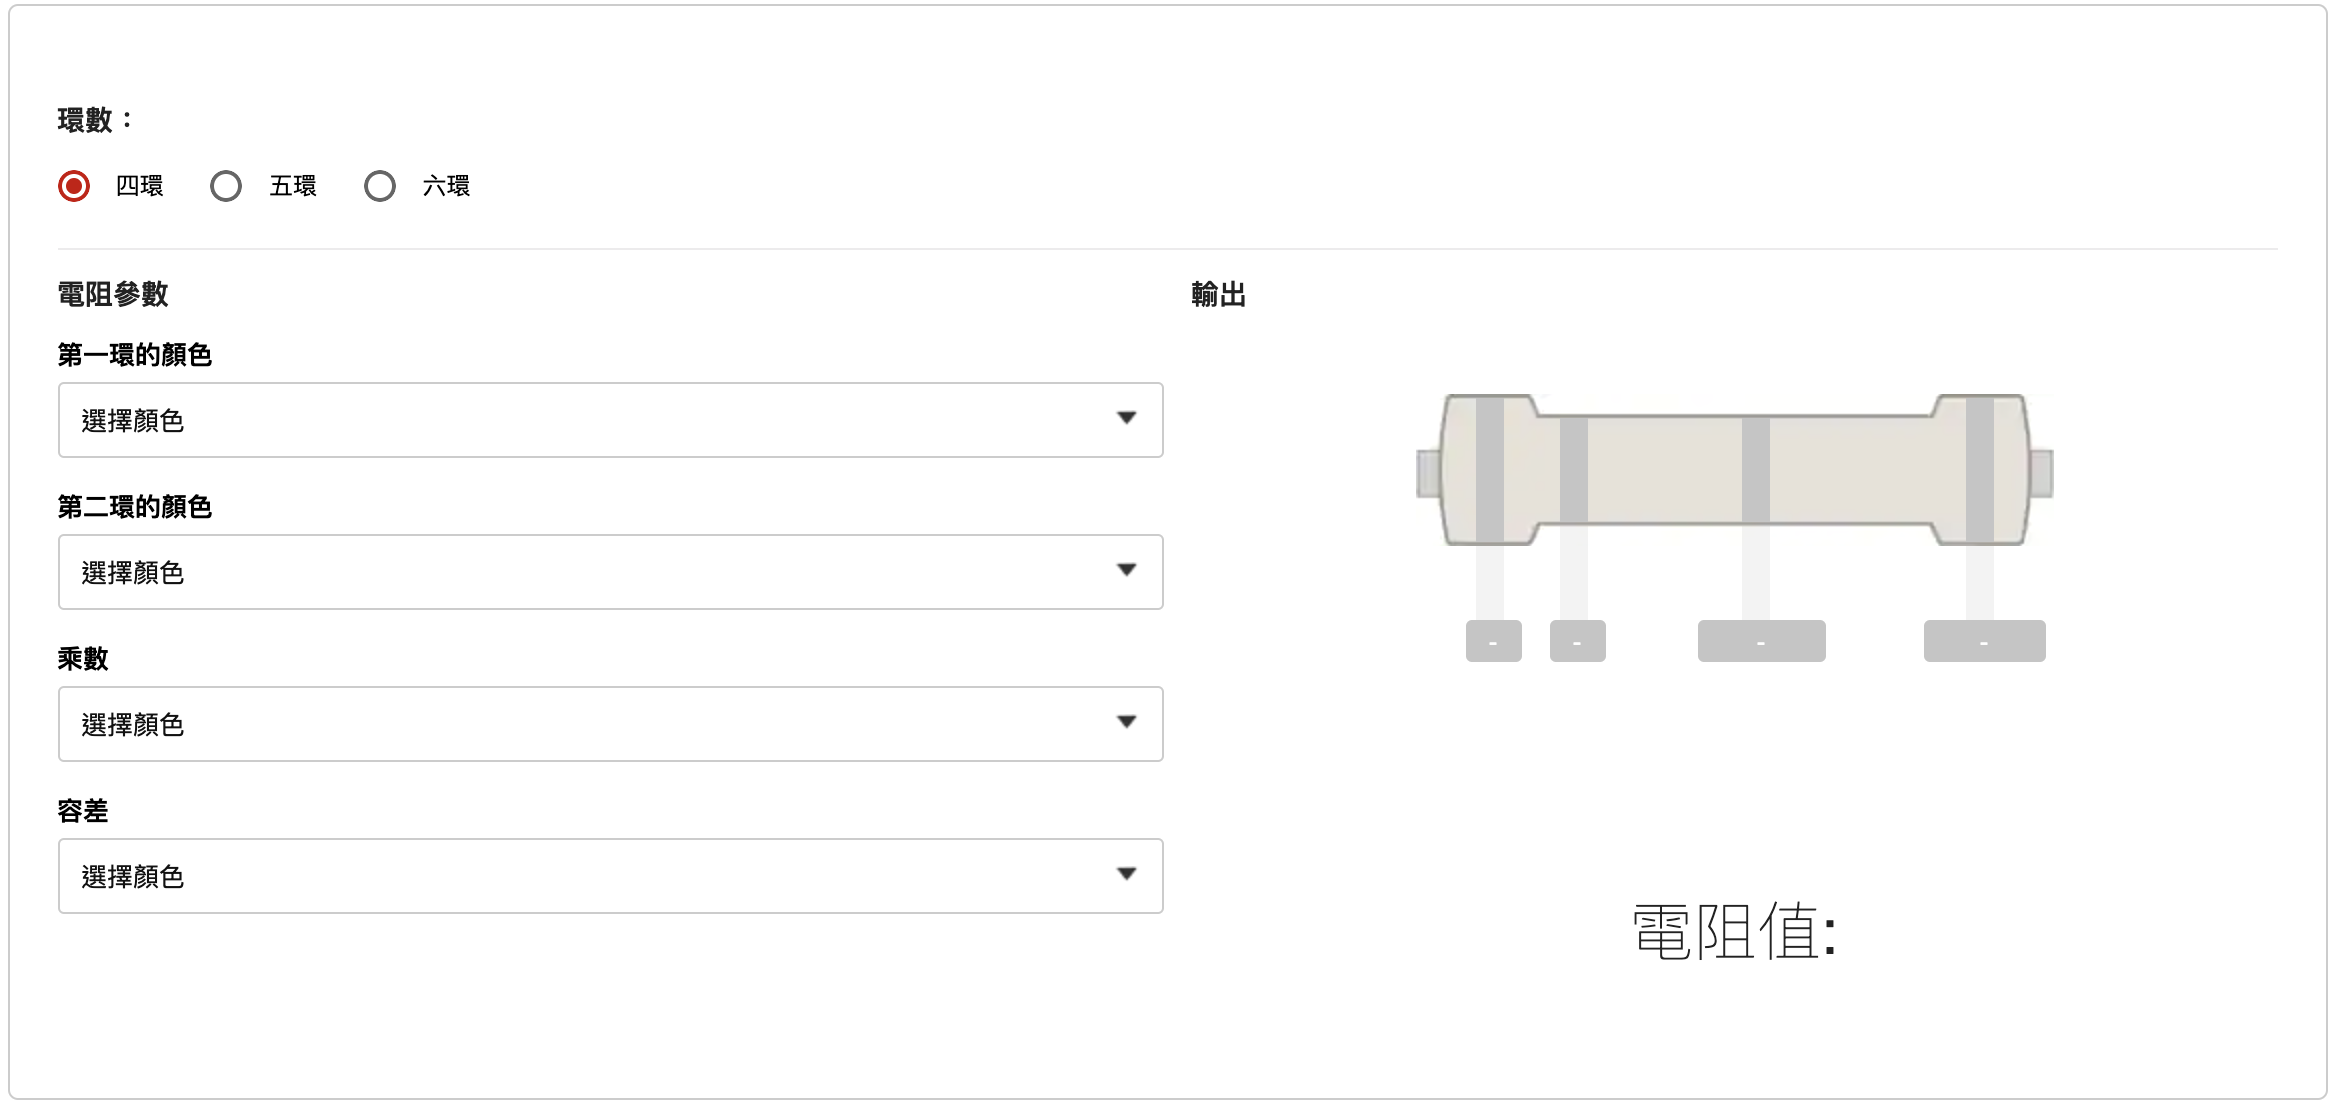 環數：
四環 五環 六環
電阻參數
第一環的顏色
選擇顏色
第二環的顏色
選擇顏色
乘數
選擇顏色
容差
選擇顏色
輸出
- - - -
電阻值: